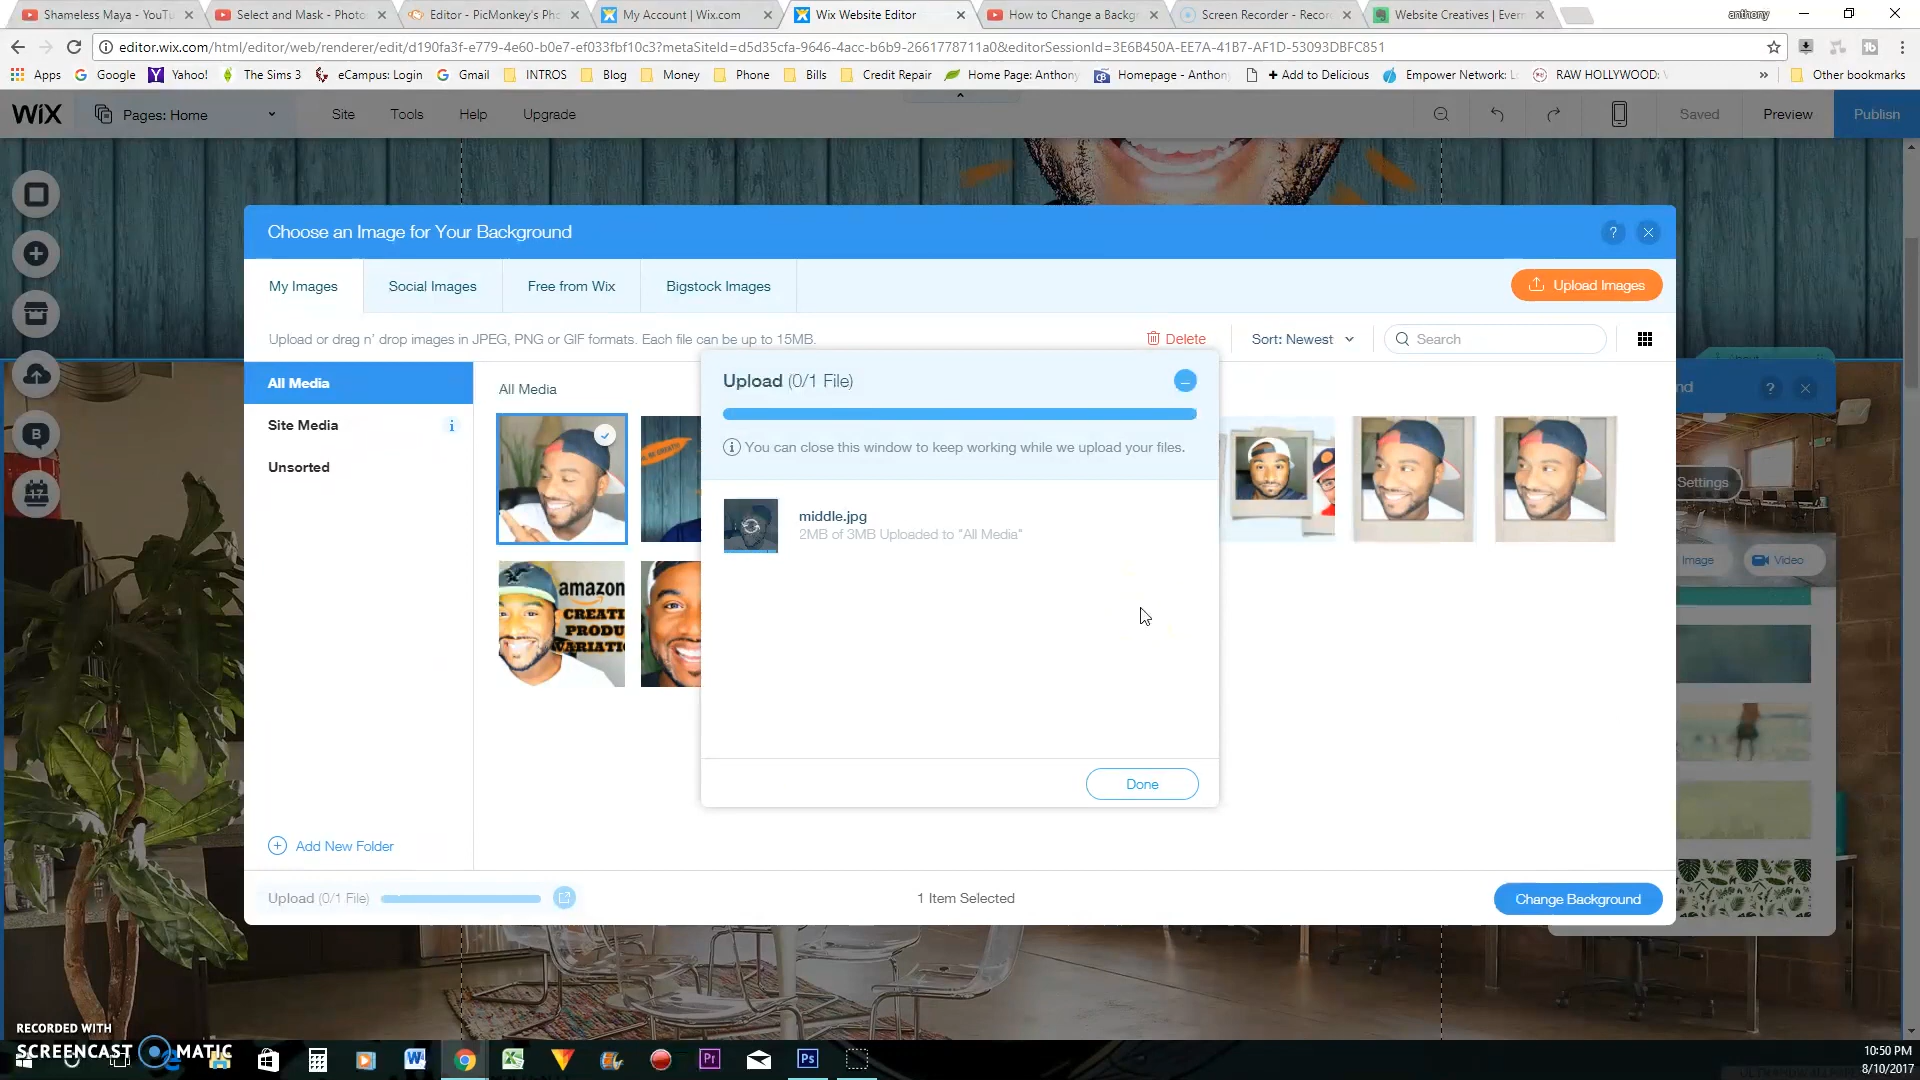 Shameless Maya - YouTu
Select and Mask - Photo
Editor - PicMonkey's Ph
My Account | Wix.com
Wix Website Editor
How to Change a Backg
Screen Recorder - Recor
Website Creatives | Evern
anthony
editor.wix.com/html/editor/web/renderer/edit/d190fa3f-e779-4e60-b0e7-ef033fbf10c3?metaSiteId=d5d35cfa-9646-4acc-b6b9-2661778711a0&editorSessionId=3E6B450A-EE7A-41B7-AF1D-53093DBFC851
Apps
Google
Yahoo!
The Sims 3
eCampus: Login
Gmail
INTROS
Blog
Money
Phone
Bills
Credit Repair
Home Page: Anthony
Homepage - Anthony
+ Add to Delicious
Empower Network: L
RAW HOLLYWOOD:
»
Other bookmarks
WiX
Pages: Home
Site
Tools
Help
Upgrade
Saved
Preview
Publish
Choose an Image for Your Background
?
My Images
Social Images
Free from Wix
Bigstock Images
Upload Images
Upload or drag n' drop images in JPEG, PNG or GIF formats. Each file can be up to 15MB.
Delete
Sort: Newest
Search
All Media
Site Media
Unsorted
All Media
Upload (0/1 File)
You can close this window to keep working while we upload your files.
middle.jpg
2MB of 3MB Uploaded to "All Media"
Done
amazon
CREATI
PRODU
VARIATI
nd
?
Settings
Image
Video
Add New Folder
Upload (0/1 File)
1 Item Selected
Change Background
RECORDED WITH
SCREENCAST MATIC
10:50 PM
8/10/2017